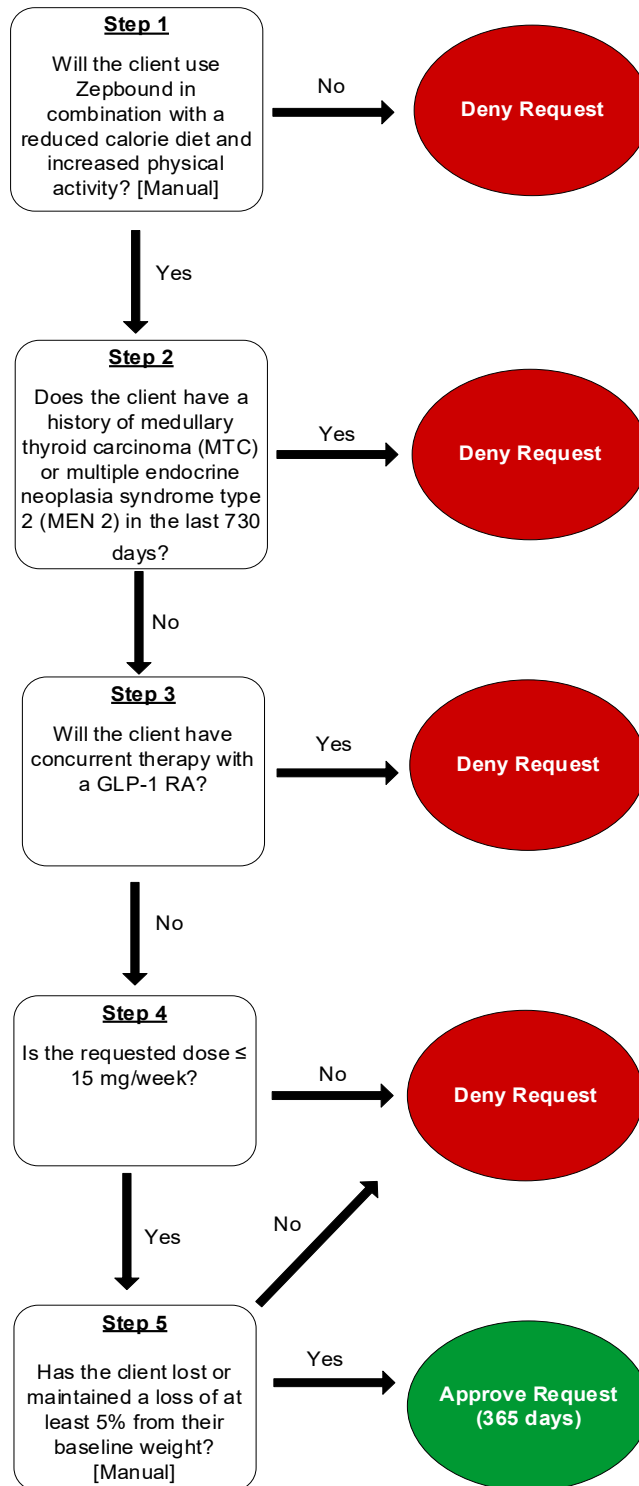 Step 1
Will the client use
Zepbound in
combination with a
reduced calorie diet and
increased physical
activity? [Manual]
No
Deny Request
Yes
Step 2
Does the client have a
history of medullary
thyroid carcinoma (MTC)
or multiple endocrine
neoplasia syndrome type
2 (MEN 2) in the last 730
days?
Yes
Deny Request
No
Step 3
Will the client have
concurrent therapy with
a GLP-1 RA?
Yes
Deny Request
No
Step 4
Is the requested dose ≤
15 mg/week?
No
Deny Request
Yes
No
Step 5
Has the client lost or
maintained a loss of at
least 5% from their
baseline weight?
[Manual]
Yes
Approve Request
(365 days)